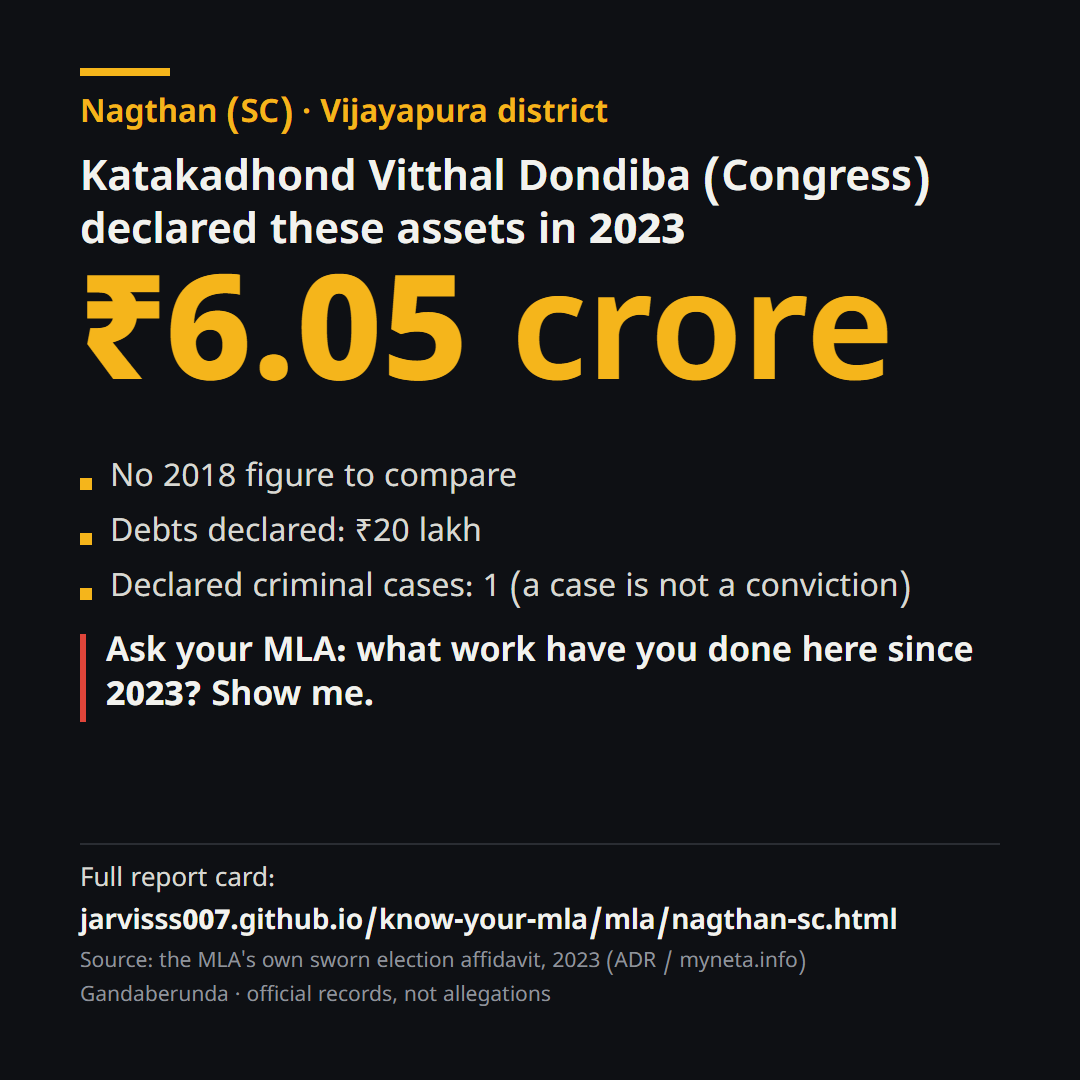 Nagthan (SC) · Vijayapura district
Katakadhond Vitthal Dondiba (Congress)
declared these assets in 2023
₹6.05 crore
No 2018 figure to compare
Debts declared: ₹20 lakh
Declared criminal cases: 1 (a case is not a conviction)
Ask your MLA: what work have you done here since
2023? Show me.
Full report card:
jarvisss007.github.io/know-your-mla/mla/nagthan-sc.html
Source: the MLA's own sworn election affidavit, 2023 (ADR / myneta.info)
Gandaberunda · official records, not allegations